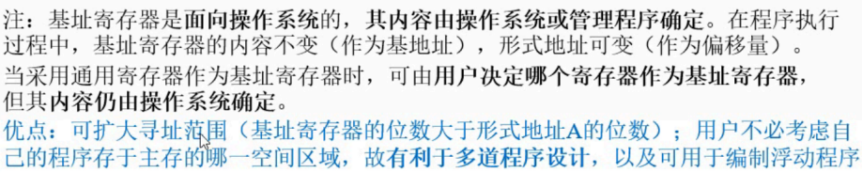 注：基址寄存器是面向操作系统的，其内容由操作系统或管理程序确定。在程序执行
过程中，基址寄存器的内容不变（作为基地址），形式地址可变（作为偏移量）。
当采用通用寄存器作为基址寄存器时，可由用户决定哪个寄存器作为基址寄存器，
但其内容仍由操作系统确定。
优点：可扩大寻址范围（基址寄存器的位数大于形式地址A的位数）；用户不必考虑自
己的程序存于主存的哪一空间区域，故有利于多道程序设计，以及可用于编制浮动程序